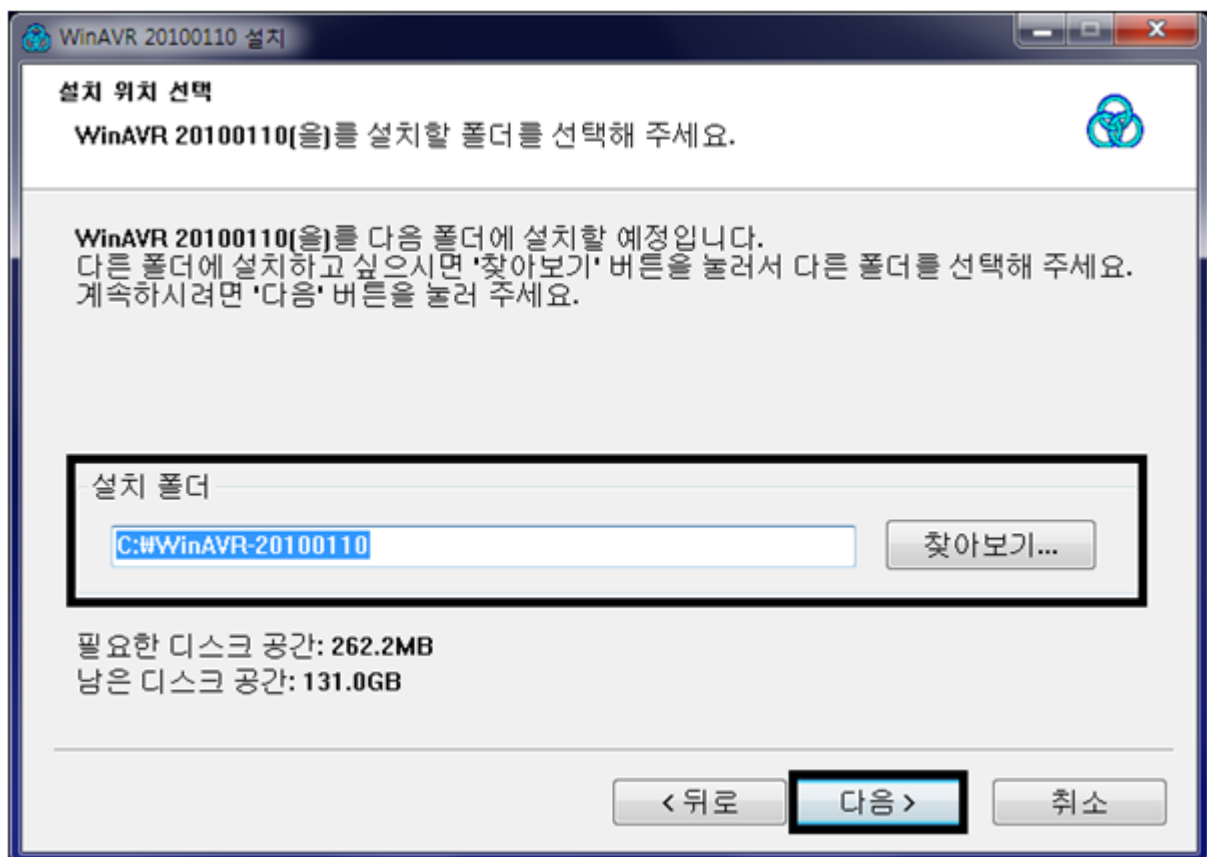 WinAVR 20100110 설치
설치 위치 선택
WinAVR 20100110(을)를 설치할 폴더를 선택해 주세요.
WinAVR 20100110(을)를 다음 폴더에 설치할 예정입니다.
다른 폴더에 설치하고 싶으시면 '찾아보기' 버튼을 눌러서 다른 폴더를 선택해 주세요.
계속하시려면 '다음' 버튼을 눌러 주세요.
설치 폴더
C:₩WinAVR-20100110
찾아보기...
필요한 디스크 공간: 262.2MB
남은 디스크 공간: 131.0GB
< 뒤로
다음 >
취소